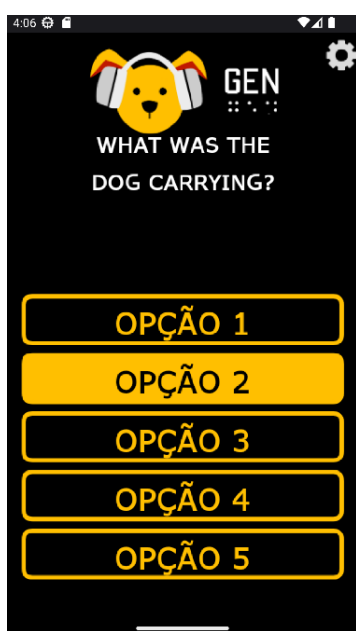 4:06
GEN
⠛⠑⠝
WHAT WAS THE
DOG CARRYING?
OPÇÃO 1
OPÇÃO 2
OPÇÃO 3
OPÇÃO 4
OPÇÃO 5